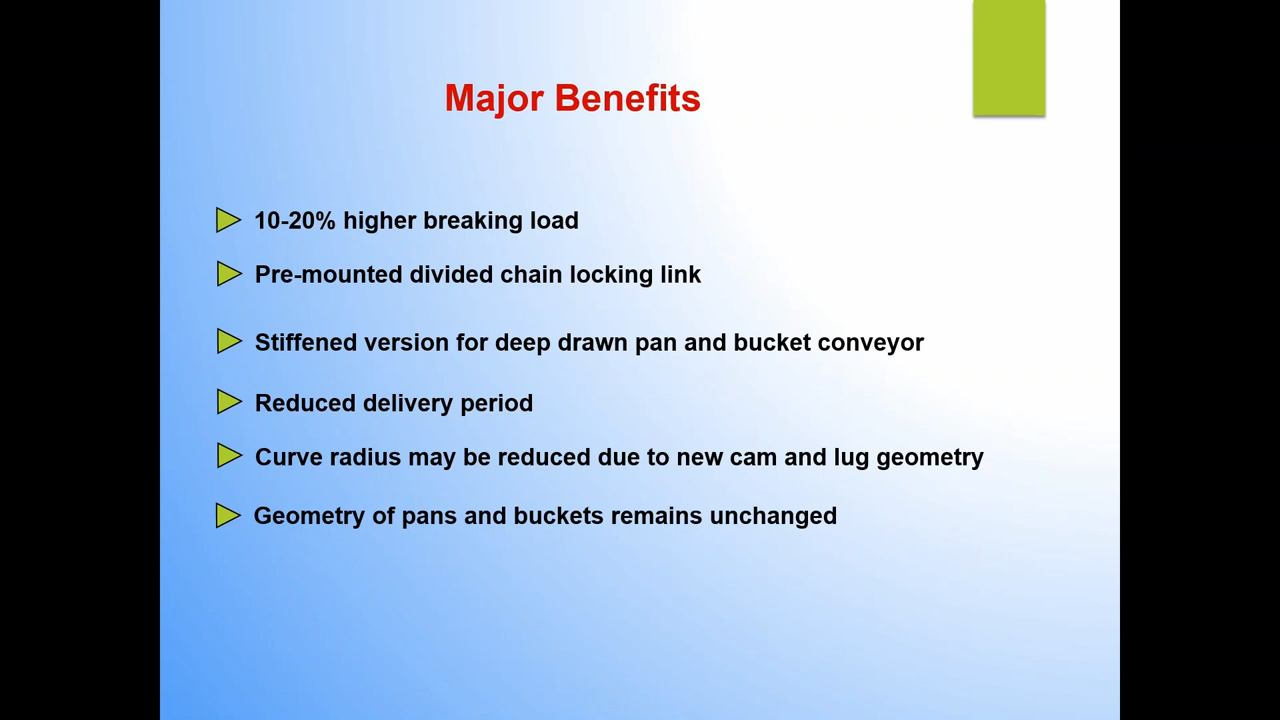 Major Benefits
10-20% higher breaking load
Pre-mounted divided chain locking link
Stiffened version for deep drawn pan and bucket conveyor
Reduced delivery period
Curve radius may be reduced due to new cam and lug geometry
Geometry of pans and buckets remains unchanged